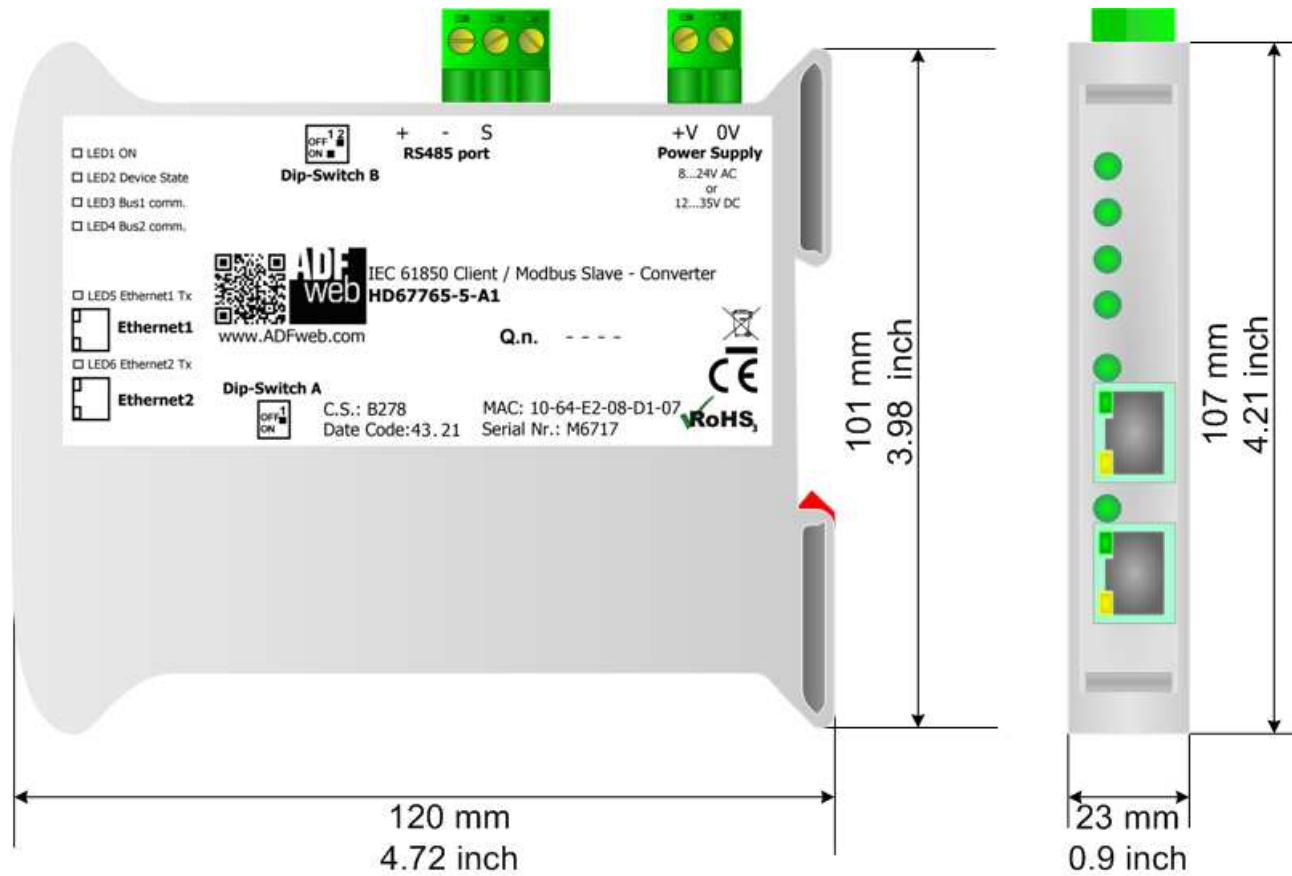 + - S
+V 0V
RS485 port
Power Supply
8...24V AC
or
12...35V DC
OFF 1 2
ON
Dip-Switch B
LED1 ON
LED2 Device State
LED3 Bus1 comm.
LED4 Bus2 comm.
ADF
web
IEC 61850 Client / Modbus Slave - Converter
HD67765-5-A1
www.ADFweb.com
Q.n. - - - -
LED5 Ethernet1 Tx
Ethernet1
LED6 Ethernet2 Tx
Ethernet2
Dip-Switch A
OFF 1
ON
C.S.: B278
MAC: 10-64-E2-08-D1-07
Date Code:43.21
Serial Nr.: M6717
CE
RoHS3
101 mm
3.98 inch
107 mm
4.21 inch
120 mm
4.72 inch
23 mm
0.9 inch